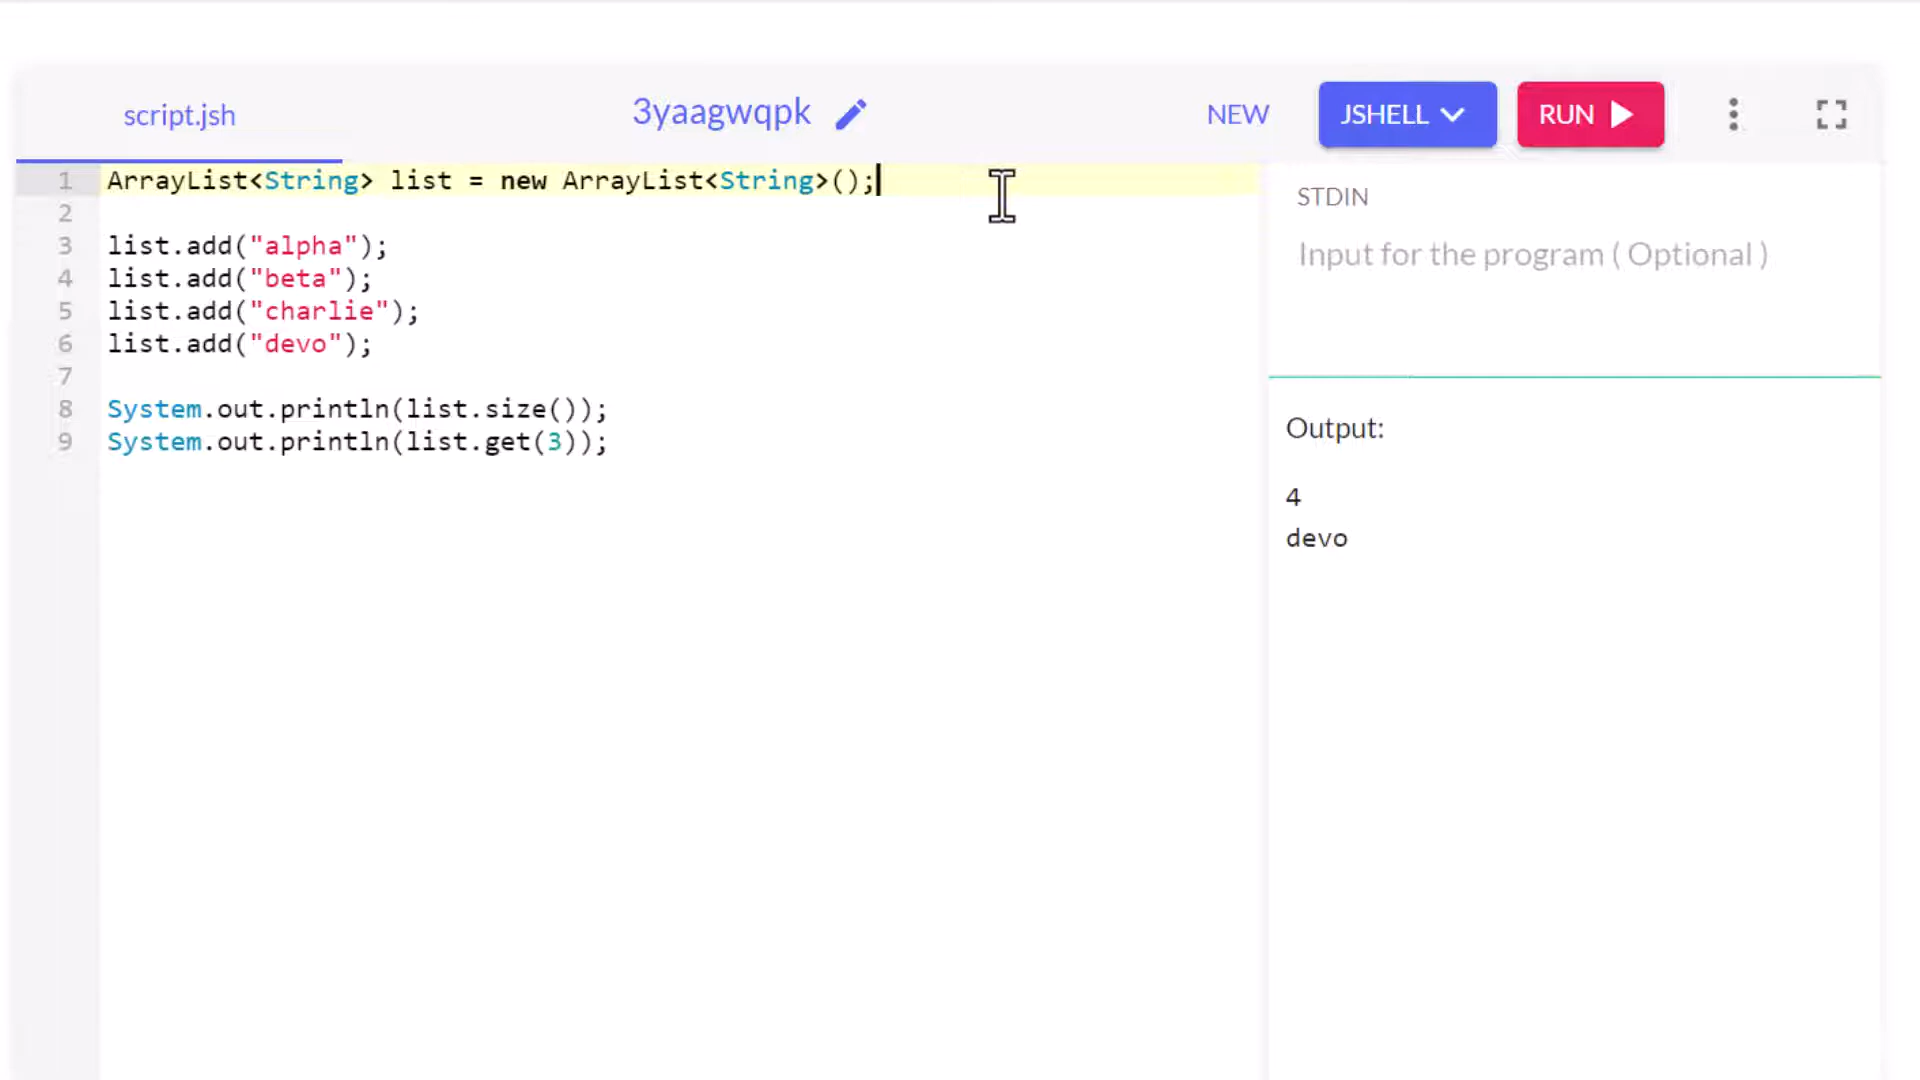 script.jsh
3yaagwqpk
NEW
JSHELL
RUN
1 ArrayList<String> list = new ArrayList<String>();
2
3 list.add("alpha");
4 list.add("beta");
5 list.add("charlie");
6 list.add("devo");
7
8 System.out.println(list.size());
9 System.out.println(list.get(3));
STDIN
Input for the program ( Optional )
Output:
4
devo